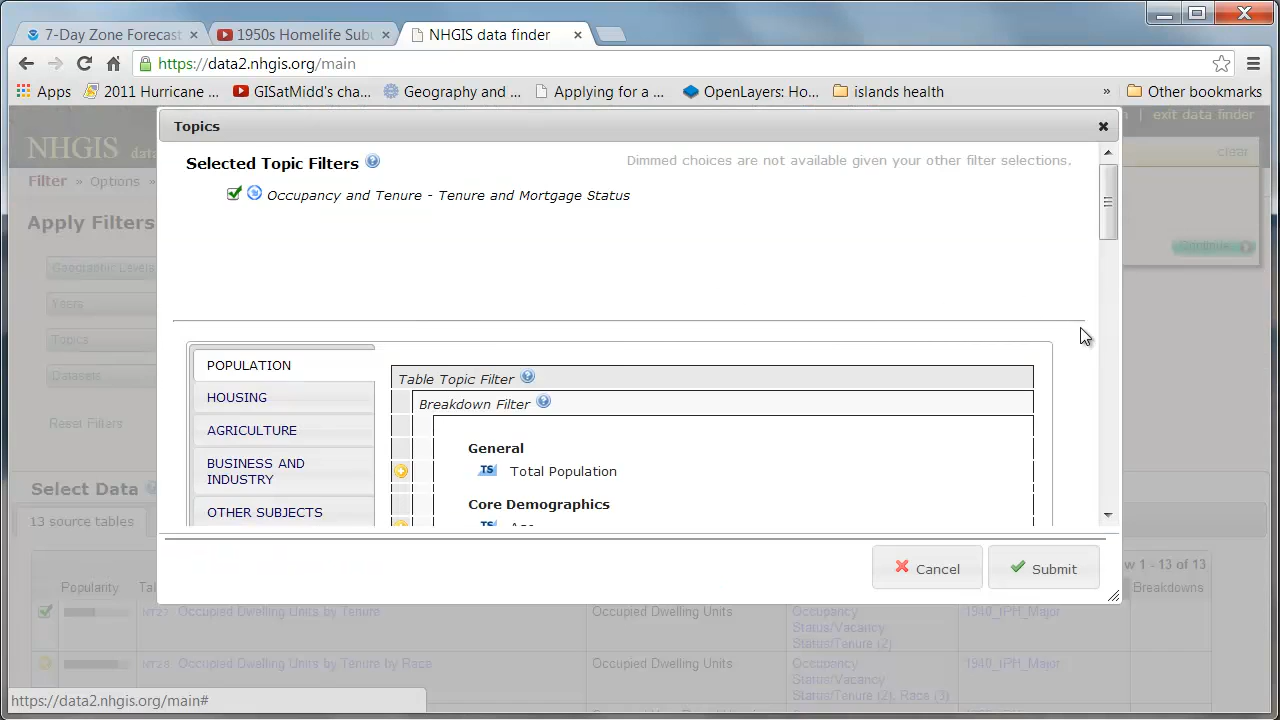 7-Day Zone Forecast
1950s Homelife Subu
NHGIS data finder
https://data2.nhgis.org/main
Apps
2011 Hurricane ...
GISatMidd's cha...
Geography and ...
Applying for a ...
OpenLayers: Ho...
islands health
»
Other bookmarks
NHGIS
exit data finder
Topics
clear
Filter » Options »
Selected Topic Filters
Dimmed choices are not available given your other filter selections.
Occupancy and Tenure - Tenure and Mortgage Status
Apply Filters
Continue
Geographic Levels
Years
Topics
Datasets
Reset Filters
POPULATION
HOUSING
AGRICULTURE
BUSINESS AND
INDUSTRY
OTHER SUBJECTS
Table Topic Filter
Breakdown Filter
General
TS Total Population
Core Demographics
TS Age
Select Data
13 source tables
Cancel
Submit
1 - 13 of 13
Popularity
Breakdowns
NT27. Occupied Dwelling Units by Tenure
Occupied Dwelling Units
Occupancy
Status/Vacancy
Status/Tenure (2)
1940_tPH_Major
NT28. Occupied Dwelling Units by Tenure by Race
Occupied Dwelling Units
Occupancy
Status/Vacancy
Status/Tenure (2), Race (3)
1940_tPH_Major
https://data2.nhgis.org/main#